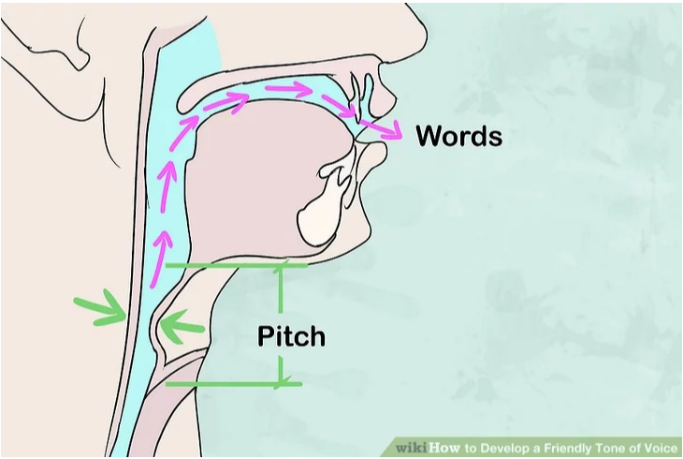 Words
Pitch
wikiHow to Develop a Friendly Tone of Voice